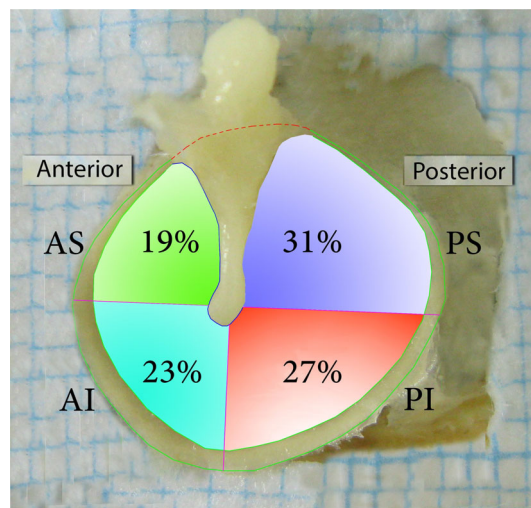 Anterior
Posterior
AS
19%
31%
PS
AI
23%
27%
PI